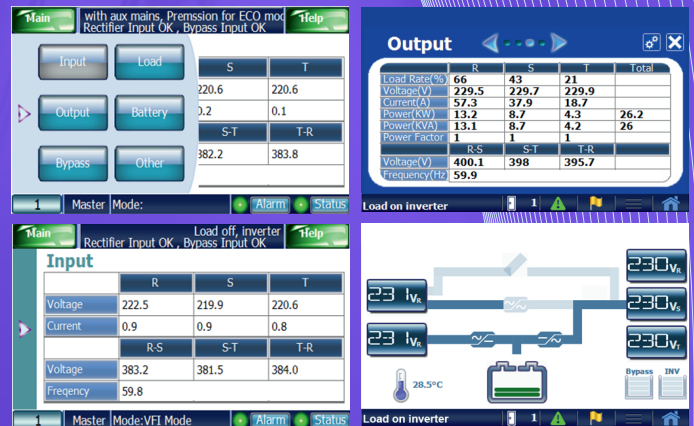 Main
with aux mains, Premssion for ECO mod
Rectifier Input OK , Bypass Input OK
Help
Input
Load
Output
Battery
Bypass
Other
S T
220.6 220.6
0.2 0.1
S-T T-R
382.2 383.8
1 Master Mode: Alarm Status
Output
R S T Total
Load Rate(%) 66 43 21
Voltage(V) 229.5 229.7 229.9
Current(A) 57.3 37.9 18.7
Power(KW) 13.2 8.7 4.3 26.2
Power(KVA) 13.1 8.7 4.2 26
Power Factor 1 1 1
R-S S-T T-R
Voltage(V) 400.1 398 395.7
Frequency(Hz 59.9
Load on inverter 1
Main
Load off, inverter
Rectifier Input OK , Bypass Input OK
Help
Input
R S T
Voltage 222.5 219.9 220.6
Current 0.9 0.9 0.8
R-S S-T T-R
Voltage 383.2 381.5 384.0
Freqency 59.8
1 Master Mode:VFI Mode Alarm Status
230VR
231VR
230VS
231VR
230VT
28.5°C
Bypass INV
Load on inverter 1